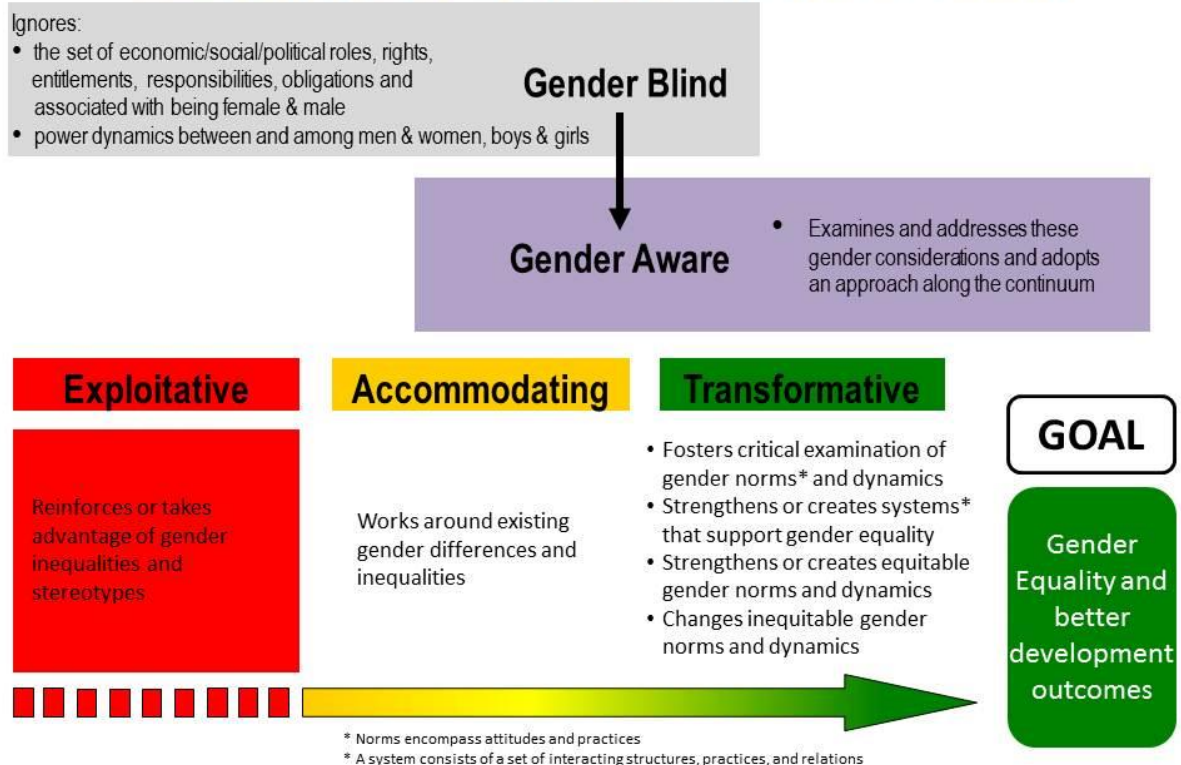 Ignores:
• the set of economic/social/political roles, rights,
entitlements, responsibilities, obligations and
associated with being female & male
• power dynamics between and among men & women, boys & girls
Gender Blind
Gender Aware
• Examines and addresses these
gender considerations and adopts
an approach along the continuum
Exploitative
Reinforces or takes
advantage of gender
inequalities and
stereotypes
Accommodating
Works around existing
gender differences and
inequalities
Transformative
• Fosters critical examination of
gender norms* and dynamics
• Strengthens or creates systems*
that support gender equality
• Strengthens or creates equitable
gender norms and dynamics
• Changes inequitable gender
norms and dynamics
GOAL
Gender
Equality and
better
development
outcomes
* Norms encompass attitudes and practices
* A system consists of a set of interacting structures, practices, and relations